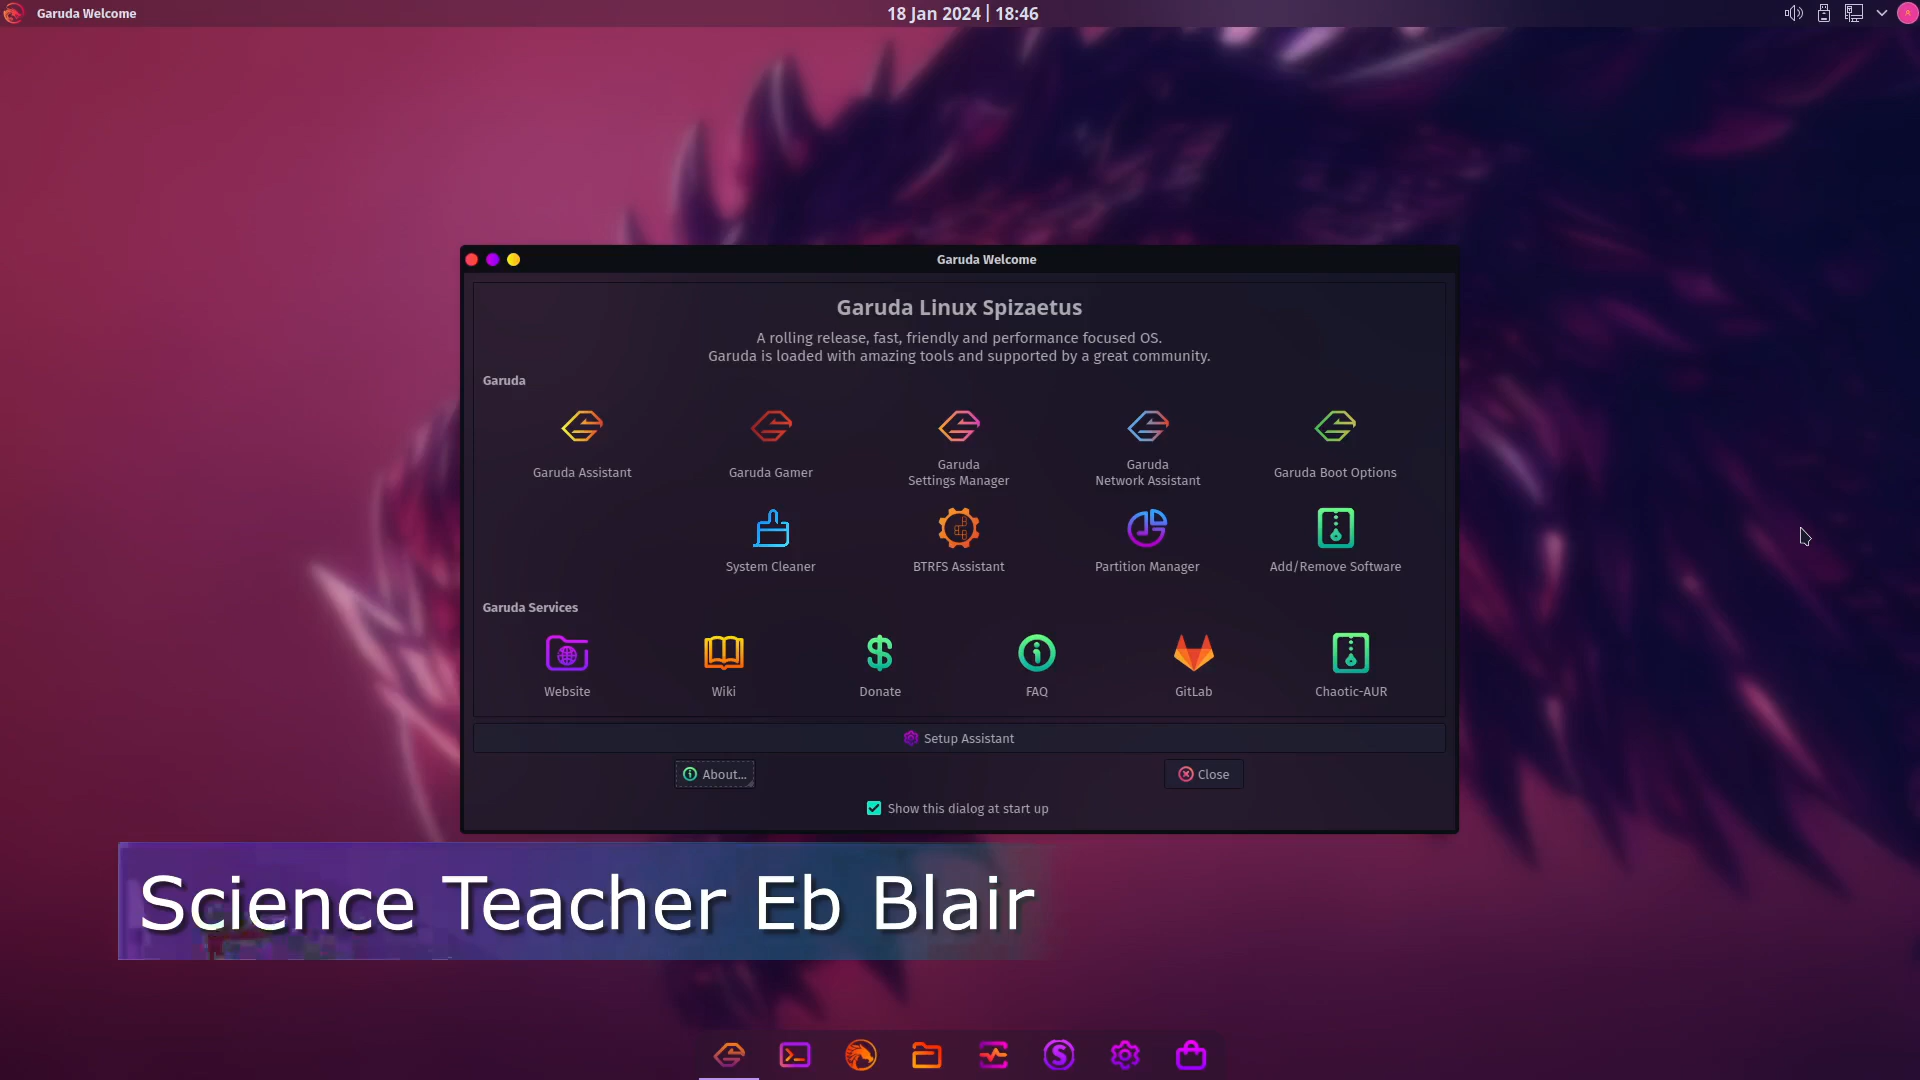 Garuda Welcome
18 Jan 2024 | 18:46
Garuda Welcome
Garuda Linux Spizaetus
A rolling release, fast, friendly and performance focused OS.
Garuda is loaded with amazing tools and supported by a great community.
Garuda
Garuda Assistant
Garuda Gamer
Garuda
Settings Manager
Garuda
Network Assistant
Garuda Boot Options
System Cleaner
BTRFS Assistant
Partition Manager
Add/Remove Software
Garuda Services
Website
Wiki
Donate
FAQ
GitLab
Chaotic-AUR
Setup Assistant
About...
Close
Show this dialog at start up
Science Teacher Eb Blair